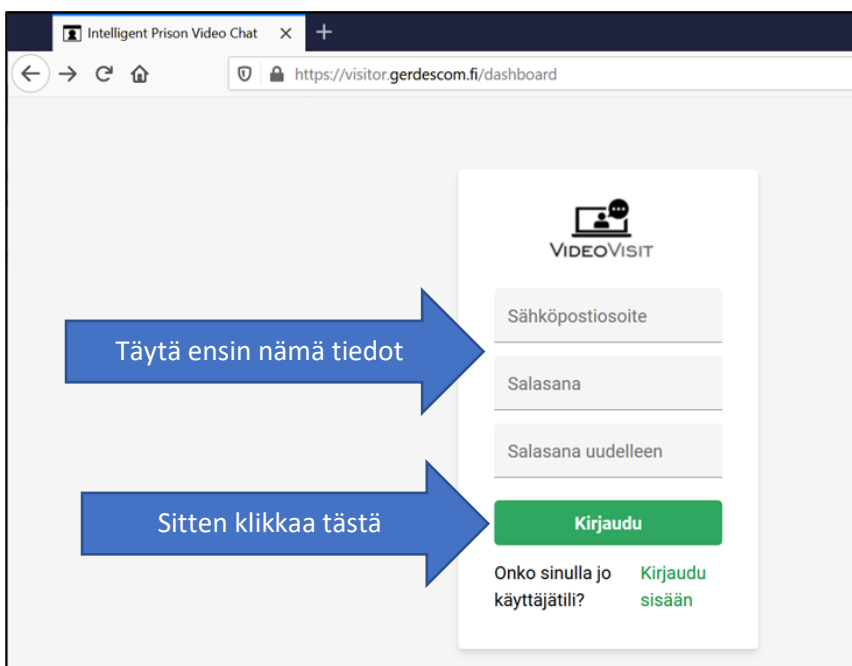 Intelligent Prison Video Chat
https://visitor.gerdescom.fi/dashboard
VIDEOVISIT
Sähköpostiosoite
Täytä ensin nämä tiedot
Salasana
Salasana uudelleen
Sitten klikkaa tästä
Kirjaudu
Onko sinulla jo
käyttäjätili?
Kirjaudu
sisään